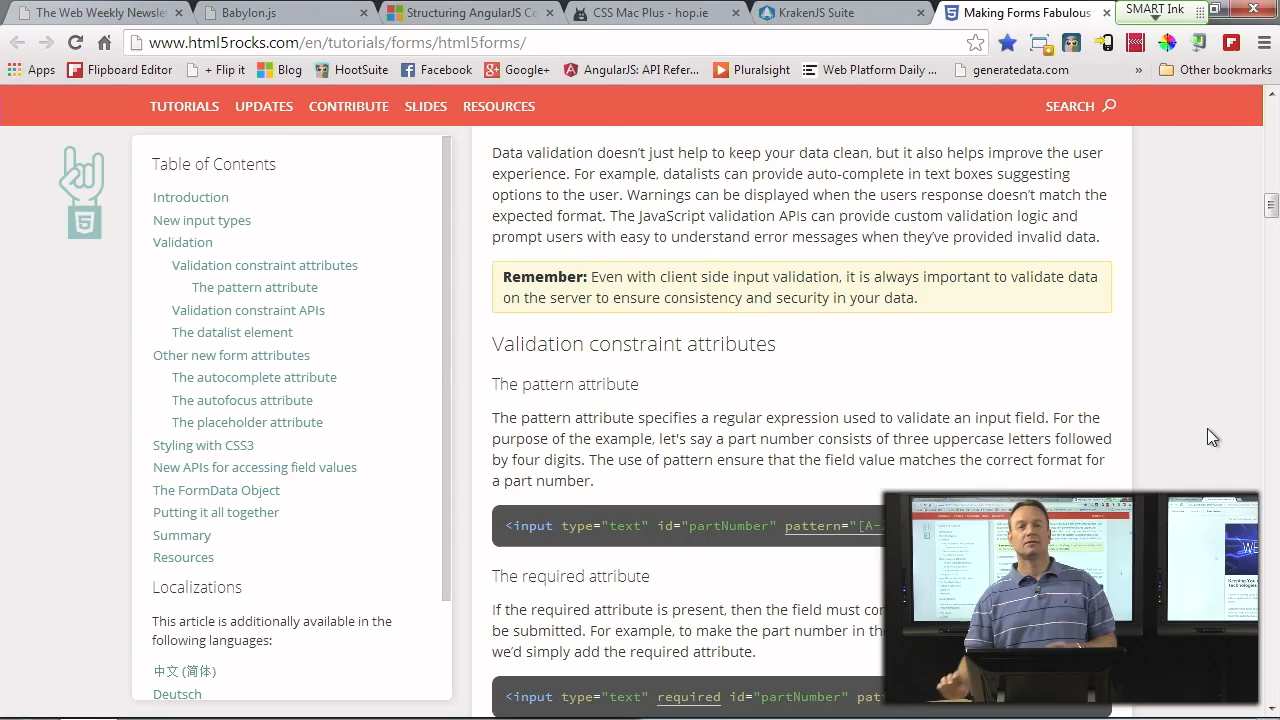 The Web Weekly Newslet
Babylon.js
Structuring AngularJS Co
CSS Mac Plus - hop.ie
KrakenJS Suite
Making Forms Fabulous
SMART Ink
www.html5rocks.com/en/tutorials/forms/html5forms/
Apps
Flipboard Editor
+ Flip it
Blog
HootSuite
Facebook
Google+
AngularJS: API Refer...
Pluralsight
Web Platform Daily ...
generatedata.com
»
Other bookmarks
TUTORIALS UPDATES CONTRIBUTE SLIDES RESOURCES
SEARCH
Table of Contents
Introduction
New input types
Validation
Validation constraint attributes
The pattern attribute
Validation constraint APIs
The datalist element
Other new form attributes
The autocomplete attribute
The autofocus attribute
The placeholder attribute
Styling with CSS3
New APIs for accessing field values
The FormData Object
Putting it all together
Summary
Resources
Localizations
This article is additionally available in the
following languages:
中文 (简体)
Deutsch
Data validation doesn’t just help to keep your data clean, but it also helps improve the user
experience. For example, datalists can provide auto-complete in text boxes suggesting
options to the user. Warnings can be displayed when the users response doesn’t match the
expected format. The JavaScript validation APIs can provide custom validation logic and
prompt users with easy to understand error messages when they’ve provided invalid data.
Remember: Even with client side input validation, it is always important to validate data
on the server to ensure consistency and security in your data.
Validation constraint attributes
The pattern attribute
The pattern attribute specifies a regular expression used to validate an input field. For the
purpose of the example, let's say a part number consists of three uppercase letters followed
by four digits. The use of pattern ensure that the field value matches the correct format for
a part number.
<input type="text" id="partNumber" pattern="[A-
The required attribute
If the required attribute is present, then the field must con
be submitted. For example, to make the part number in the
we’d simply add the required attribute.
<input type="text" required id="partNumber" pat